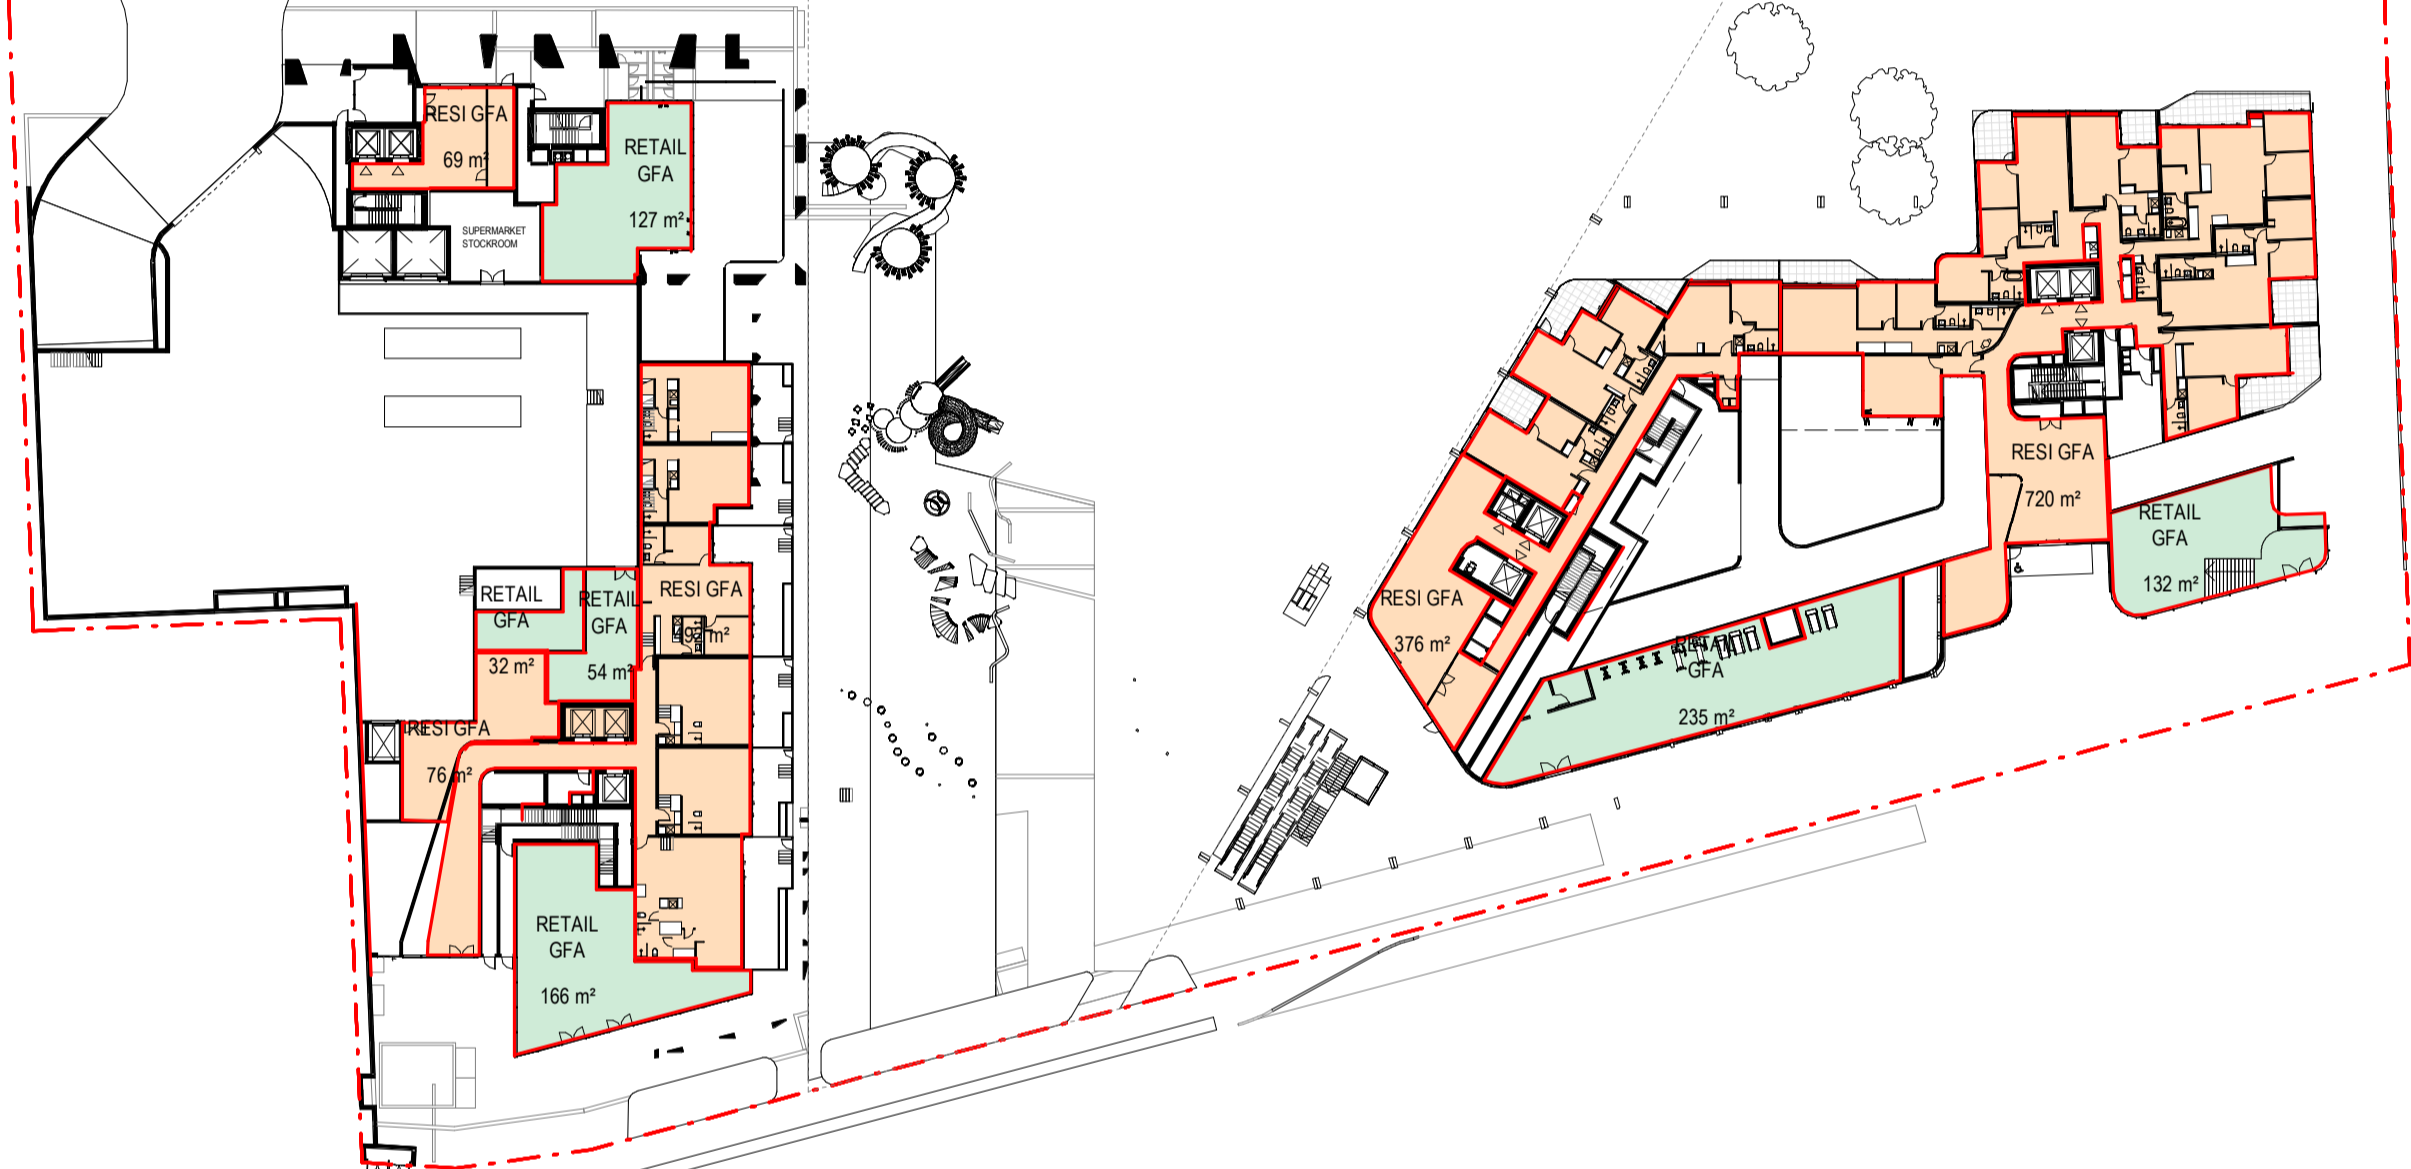 RESI GFA
69 m²
RETAIL
GFA
127 m²
SUPERMARKET
STOCKROOM
RETAIL
GFA
32 m²
RETAIL
GFA
54 m²
RESI GFA
m²
RESI GFA
76 m²
RETAIL
GFA
166 m²
RESI GFA
376 m²
RETAIL
GFA
235 m²
RESI GFA
720 m²
RETAIL
GFA
132 m²